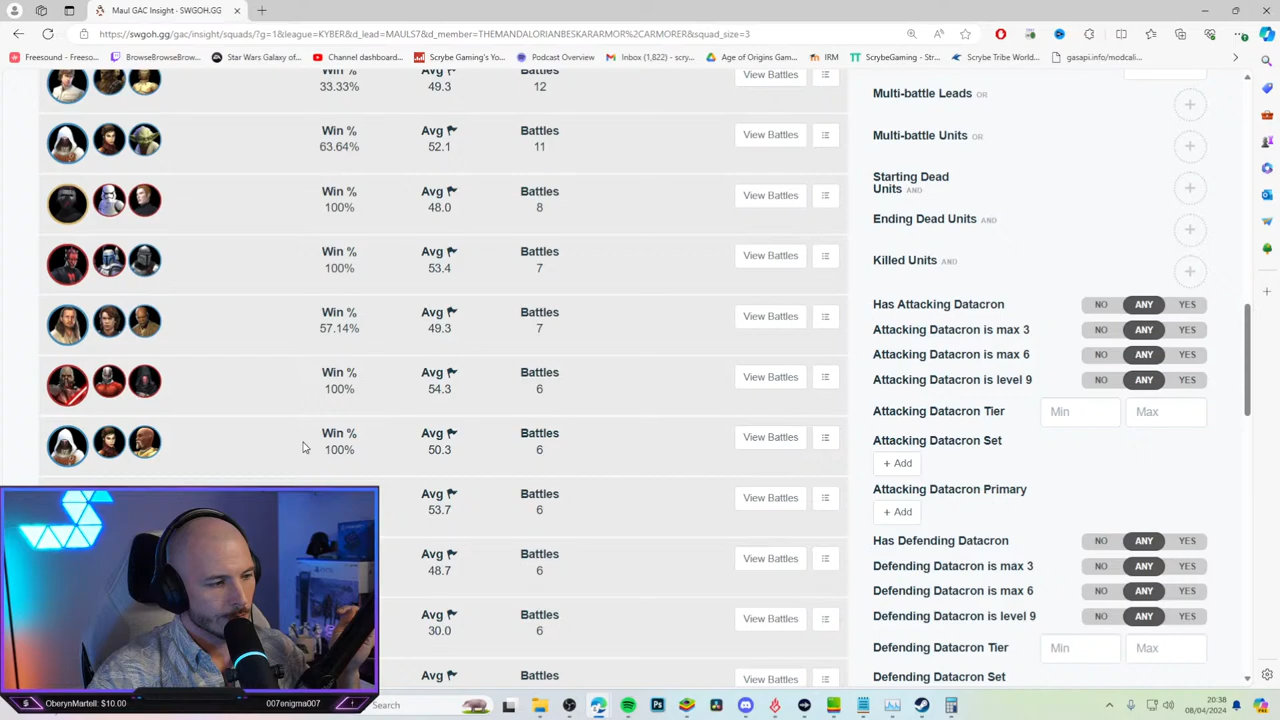 Maul GAC Insight - SWGOH.GG
https://swgoh.gg/gac/insight/squads/?g=1&league=KYBER&d_lead=MAULS7&d_member=THEMANDALORIANBESKARARMOR%2CARMORER&squad_size=3
Freesound - Freeso... BrowseBrowseBrow... Star Wars Galaxy of... Channel dashboard... Scrybe Gaming's Yo... Podcast Overview Inbox (1,822) - scry... Age of Origins Gam... IRM ScrybeGaming - Str... Scrybe Tribe World... gasapi.info/modcali...
Win % Avg Battles View Battles
33.33% 49.3 12
Win % Avg Battles View Battles
63.64% 52.1 11
Win % Avg Battles View Battles
100% 48.0 8
Win % Avg Battles View Battles
100% 53.4 7
Win % Avg Battles View Battles
57.14% 49.3 7
Win % Avg Battles View Battles
100% 54.3 6
Win % Avg Battles View Battles
100% 50.3 6
Avg Battles View Battles
53.7 6
Avg Battles View Battles
48.7 6
Avg Battles View Battles
30.0 6
Avg Battles View Battles
Multi-battle Leads OR
Multi-battle Units OR
Starting Dead
Units AND
Ending Dead Units AND
Killed Units AND
Has Attacking Datacron NO ANY YES
Attacking Datacron is max 3 NO ANY YES
Attacking Datacron is max 6 NO ANY YES
Attacking Datacron is level 9 NO ANY YES
Attacking Datacron Tier Min Max
Attacking Datacron Set
+ Add
Attacking Datacron Primary
+ Add
Has Defending Datacron NO ANY YES
Defending Datacron is max 3 NO ANY YES
Defending Datacron is max 6 NO ANY YES
Defending Datacron is level 9 NO ANY YES
Defending Datacron Tier Min Max
Defending Datacron Set
OberynMartell: $10.00 007enigma007
Search
20:38
08/04/2024